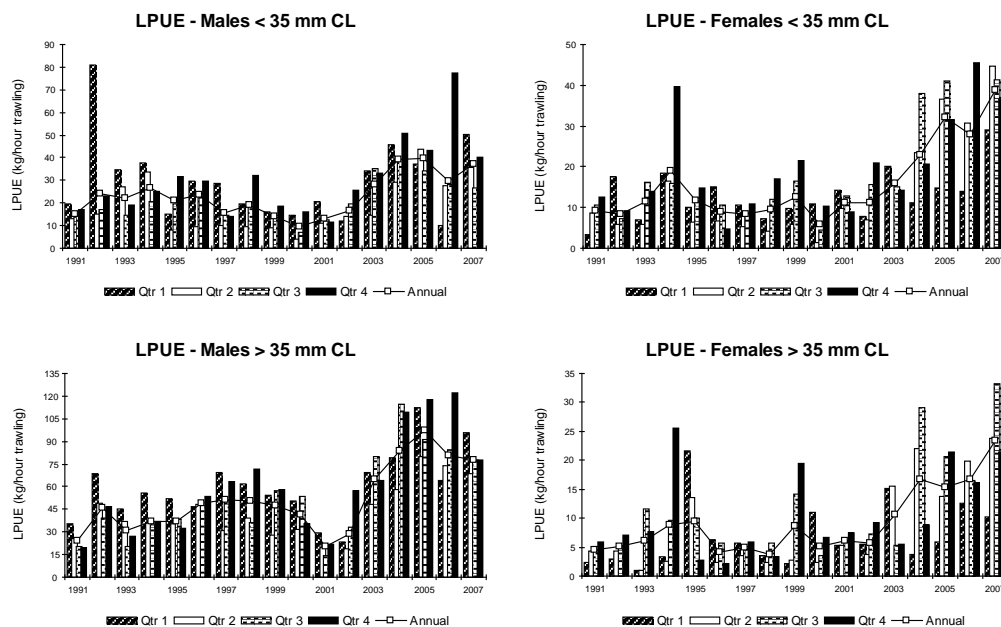 LPUE - Males < 35 mm CL
LPUE (kg/hour trawling)
90
80
70
60
50
40
30
20
10
0
1991 1993 1995 1997 1999 2001 2003 2005 2007
Qtr 1 Qtr 2 Qtr 3 Qtr 4 Annual
LPUE - Females < 35 mm CL
LPUE (kg/hour trawling)
50
40
30
20
10
0
1991 1993 1995 1997 1999 2001 2003 2005 2007
Qtr 1 Qtr 2 Qtr 3 Qtr 4 Annual
LPUE - Males > 35 mm CL
LPUE (kg/hour trawling)
135
120
105
90
75
60
45
30
15
0
1991 1993 1995 1997 1999 2001 2003 2005 2007
Qtr 1 Qtr 2 Qtr 3 Qtr 4 Annual
LPUE - Females > 35 mm CL
LPUE (kg/hour trawling)
35
30
25
20
15
10
5
0
1991 1993 1995 1997 1999 2001 2003 2005 2007
Qtr 1 Qtr 2 Qtr 3 Qtr 4 Annual